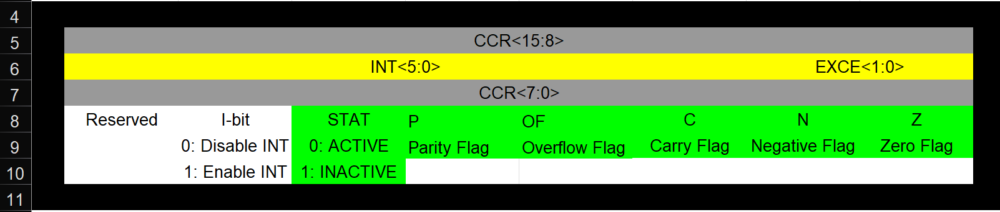 4
5 CCR<15:8>
6 INT<5:0> EXCE<1:0>
7 CCR<7:0>
8 Reserved I-bit STAT P OF C N Z
9 0: Disable INT 0: ACTIVE Parity Flag Overflow Flag Carry Flag Negative Flag Zero Flag
10 1: Enable INT 1: INACTIVE
11